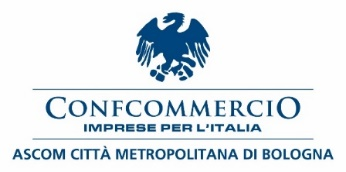 CONFCOMMERCIO
IMPRESE PER L'ITALIA
ASCOM CITTÀ METROPOLITANA DI BOLOGNA